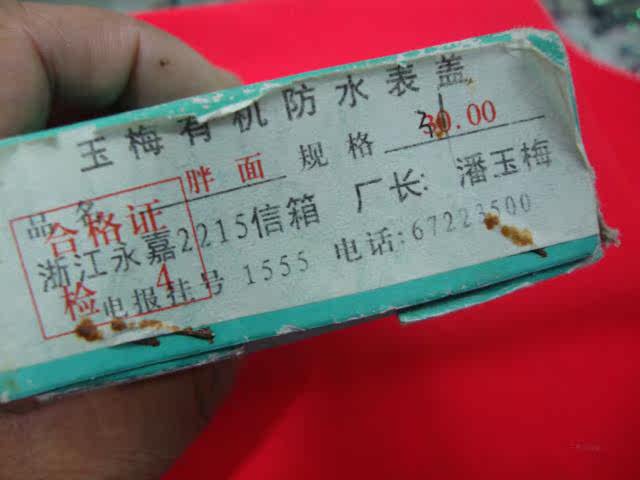 玉梅有机防水表盖
品名 胖面 规格 30.00
浙江永嘉2215信箱 厂长:潘玉梅
电报挂号 1555 电话:67223500
合格证
检 4